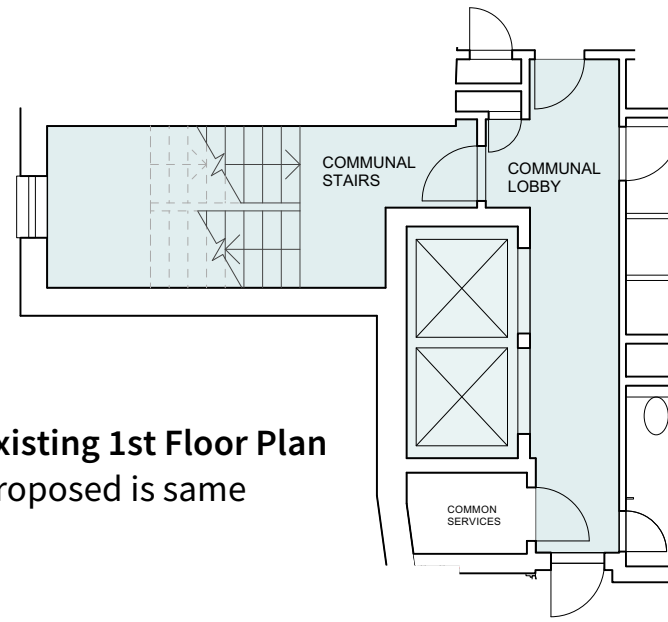 COMMUNAL
STAIRS
COMMUNAL
LOBBY
xisting 1st Floor Plan
roposed is same
COMMON
SERVICES